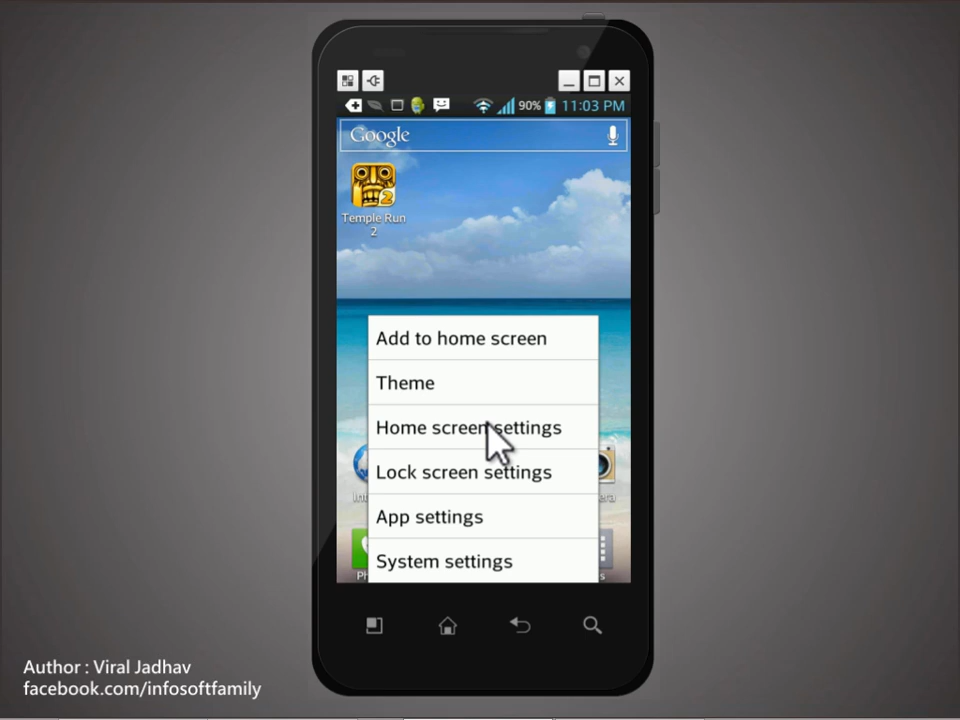 90% 11:03 PM
Google
Temple Run
2
2
Add to home screen
Theme
Home screen settings
Lock screen settings
App settings
System settings
Author : Viral Jadhav
facebook.com/infosoftfamily